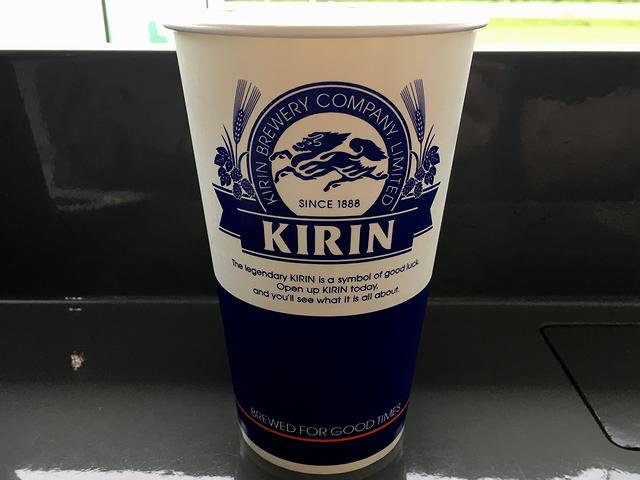 KIRIN BREWERY COMPANY, LIMITED
SINCE 1888
KIRIN
The legendary KIRIN is a symbol of good luck.
Open up KIRIN today,
and you'll see what it is all about.
BREWED FOR GOOD TIMES